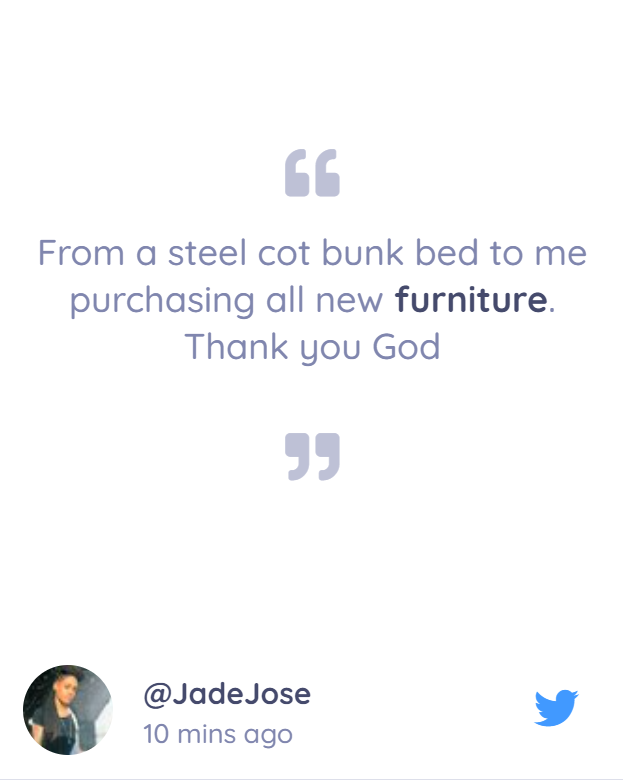 “
From a steel cot bunk bed to me
purchasing all new furniture.
Thank you God
”
@JadeJose
10 mins ago